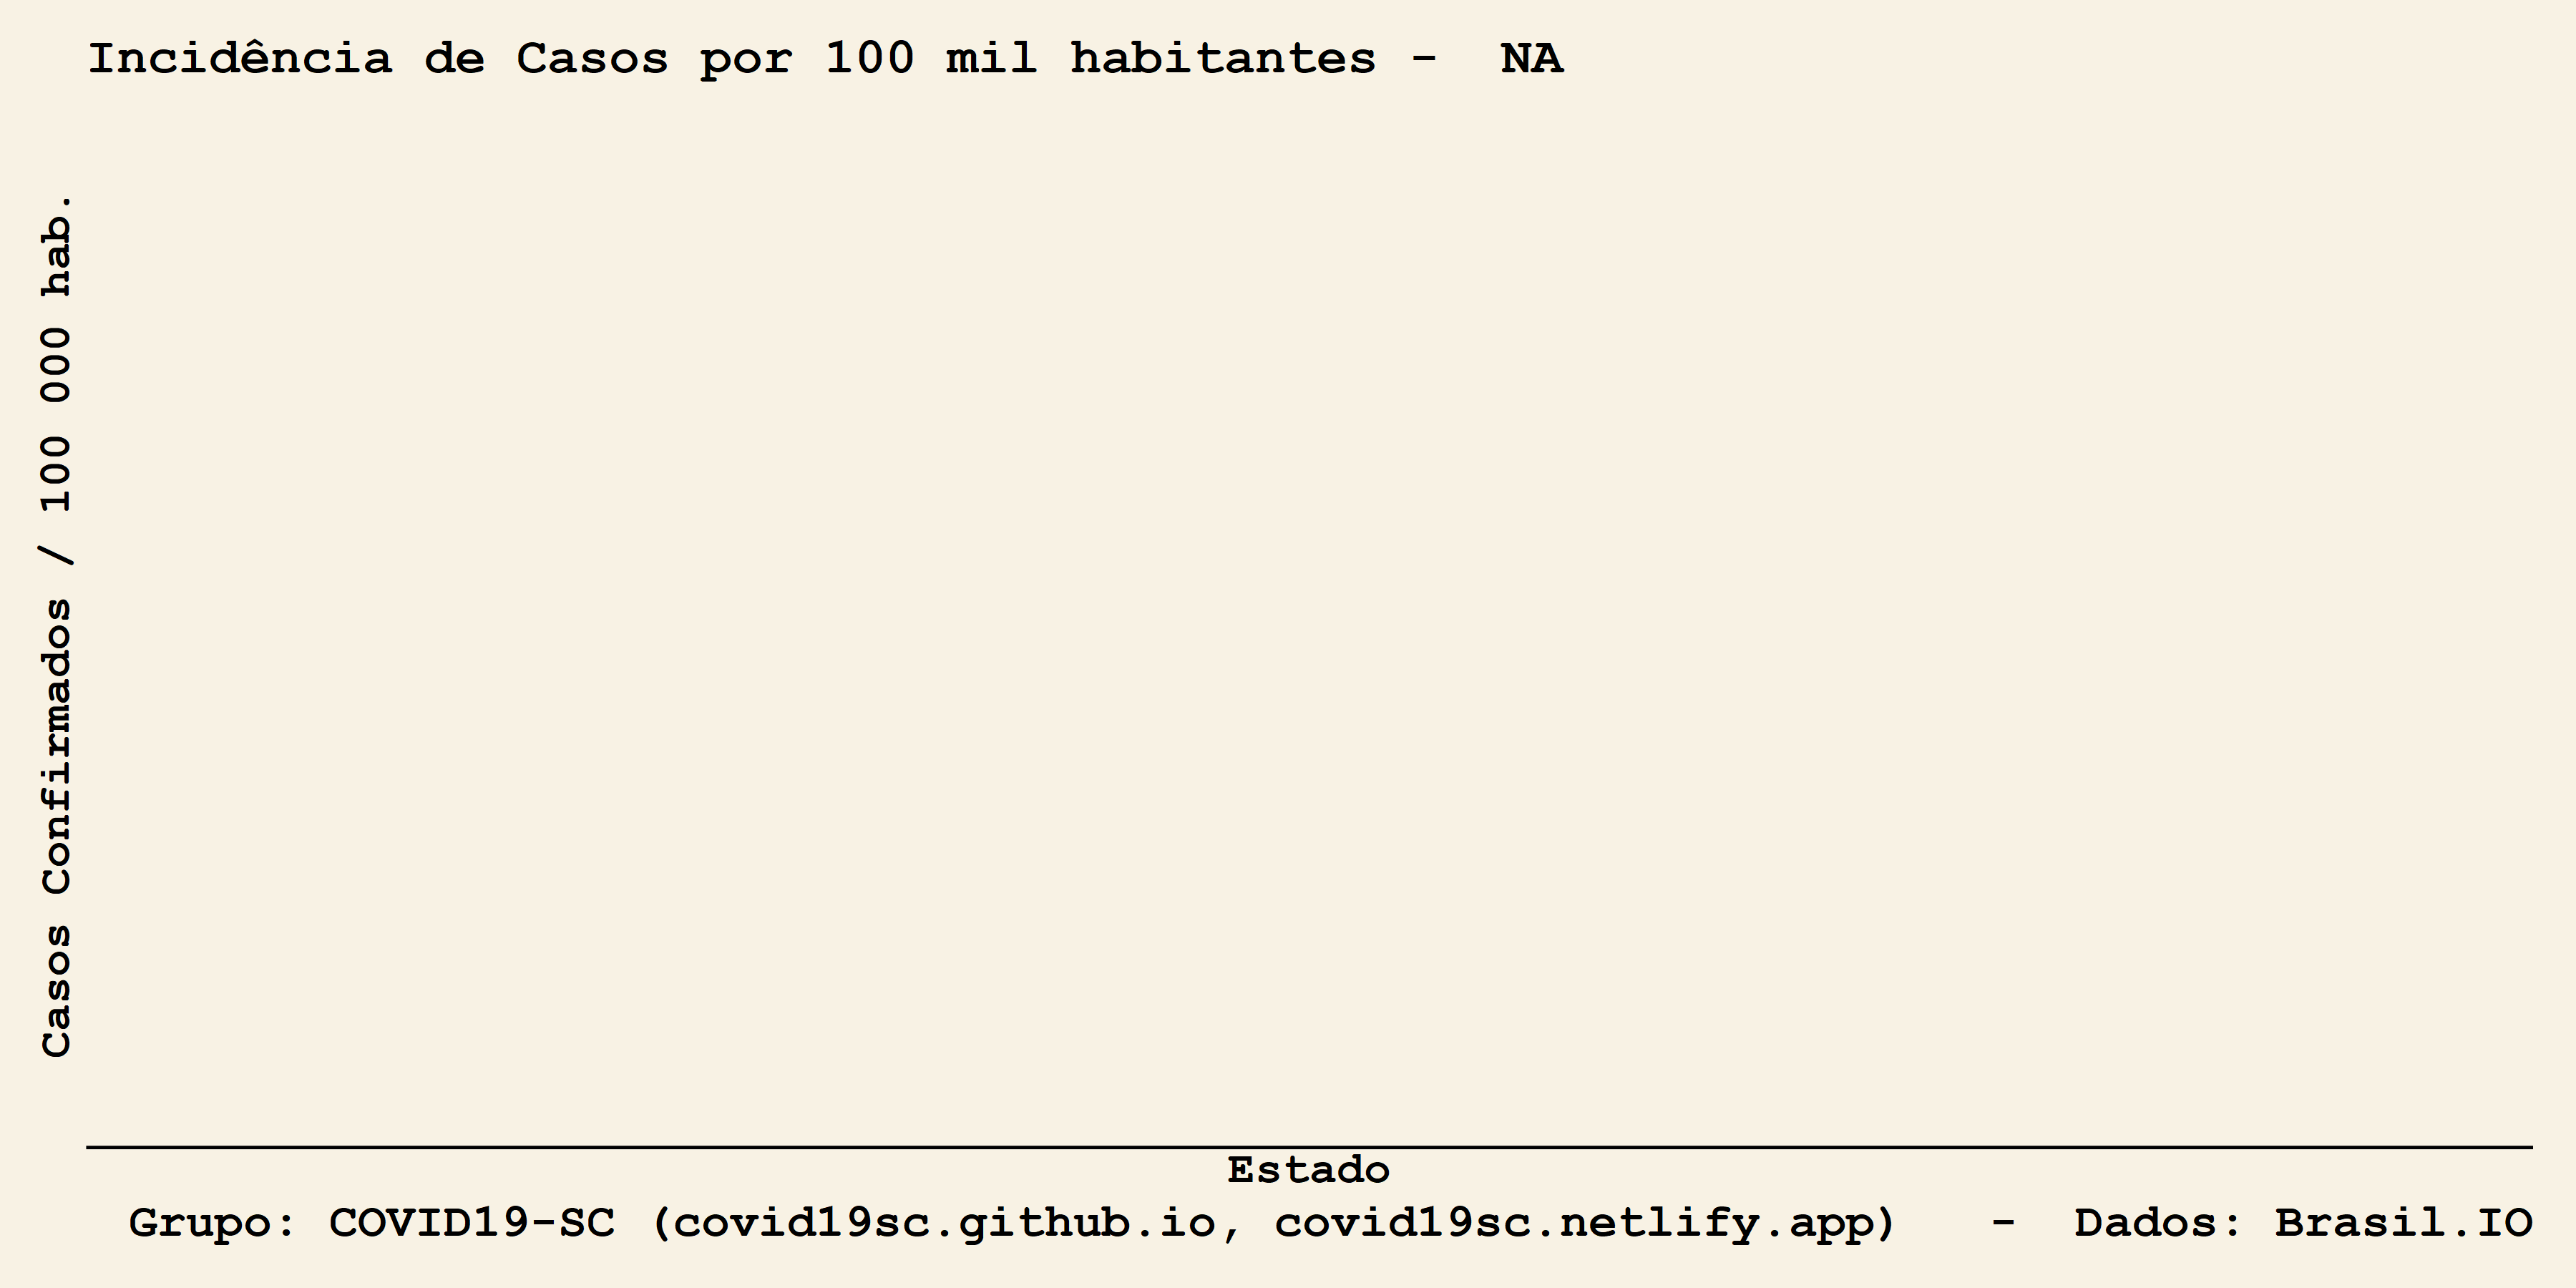 Incidência de Casos por 100 mil habitantes -  NA
Casos Confirmados / 100 000 hab.
Estado
Grupo: COVID19-SC (covid19sc.github.io, covid19sc.netlify.app)   -  Dados: Brasil.IO